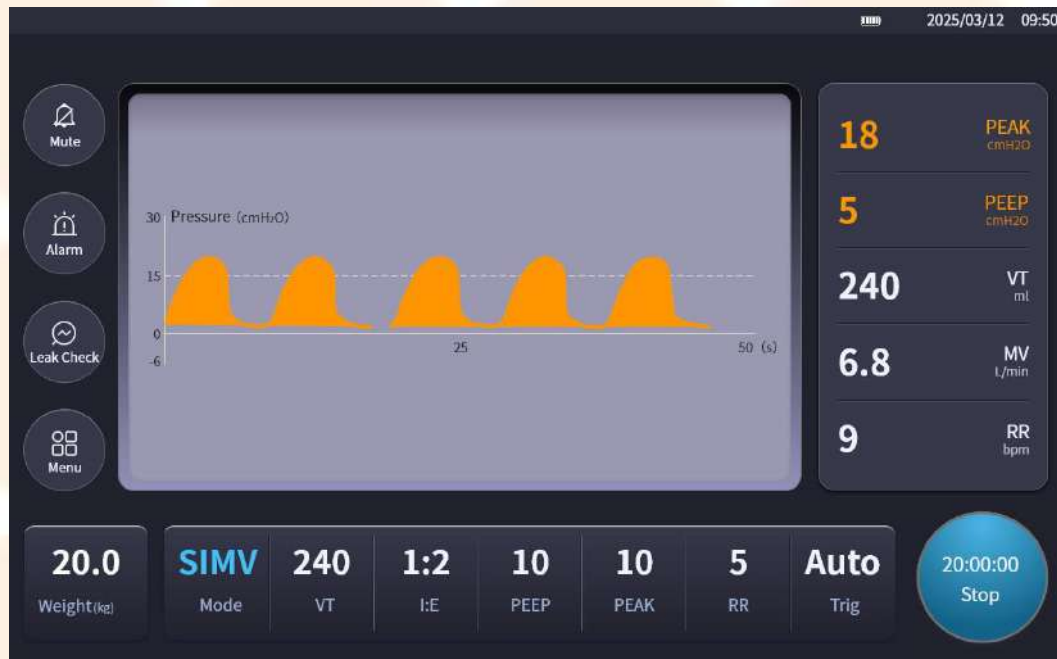 2025/03/12 09:50
Mute
Alarm
Leak Check
Menu
30 Pressure (cmH₂O)
15
0
25
50 (s)
-6
18 PEAK
cmH2O
5 PEEP
cmH2O
240 VT
ml
6.8 MV
L/min
9 RR
bpm
20.0
Weight(kg)
SIMV 240 1:2 10 10 5 Auto
Mode VT I:E PEEP PEAK RR Trig
20:00:00
Stop